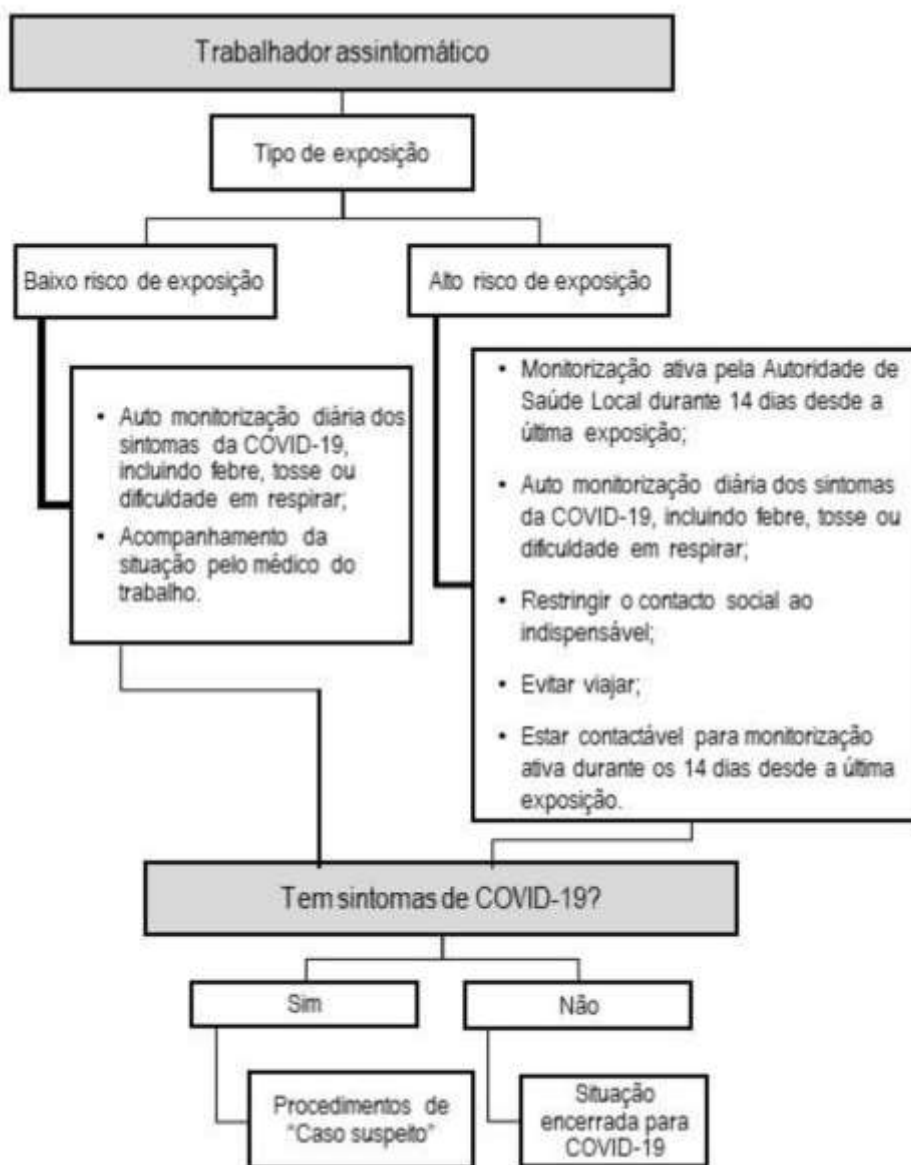 Trabalhador assintomático
Tipo de exposição
Baixo risco de exposição
Alto risco de exposição
• Auto monitorização diária dos
sintomas da COVID-19,
incluindo febre, tosse ou
dificuldade em respirar;
• Acompanhamento da
situação pelo médico do
trabalho.
• Monitorização ativa pela Autoridade de
Saúde Local durante 14 dias desde a
última exposição;
• Auto monitorização diária dos sintomas
da COVID-19, incluindo febre, tosse ou
dificuldade em respirar;
• Restringir o contacto social ao
indispensável;
• Evitar viajar;
• Estar contactável para monitorização
ativa durante os 14 dias desde a última
exposição.
Tem sintomas de COVID-19?
Sim
Não
Procedimentos de
"Caso suspeito"
Situação
encerrada para
COVID-19